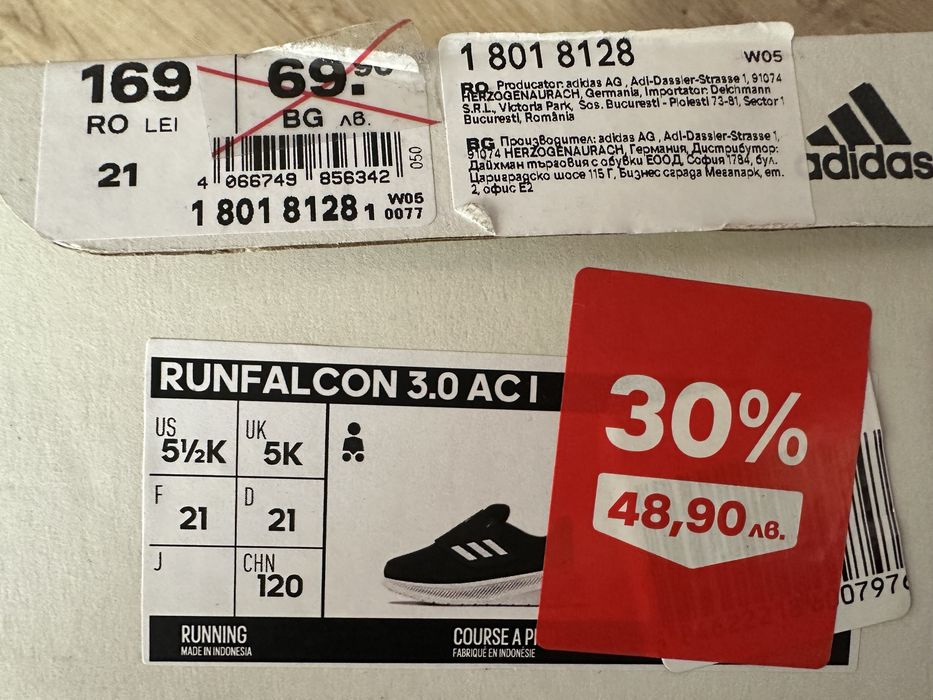 169
RO LEI
21
69.90
BG лв.
050
4 066749 856342
W05
1 801 8128 1 0077
1 801 8128
W05
RO Producator: adidas AG , Adi-Dassler-Strasse 1, 91074
HERZOGENAURACH, Germania, Importator: Deichmann
S.R.L., Victoria Park, Sos. Bucuresti - Ploiesti 73-81, Sector 1
Bucuresti, România
BG Производител: adidas AG , Adi-Dassler-Strasse 1,
91074 HERZOGENAURACH, Германия, Дистрибутор:
Дайхман търговия с обувки ЕООД, София 1784, бул.
Цариградско шосе 115 Г, Бизнес сграда Мегапарк, ет.
2, офис Е2
adidas
RUNFALCON 3.0 AC I
US 5½K
UK 5K
F 21
D 21
J
CHN 120
RUNNING
MADE IN INDONESIA
COURSE A PI
FABRIQUÉ EN INDONÉSIE
30%
48,90 лв.